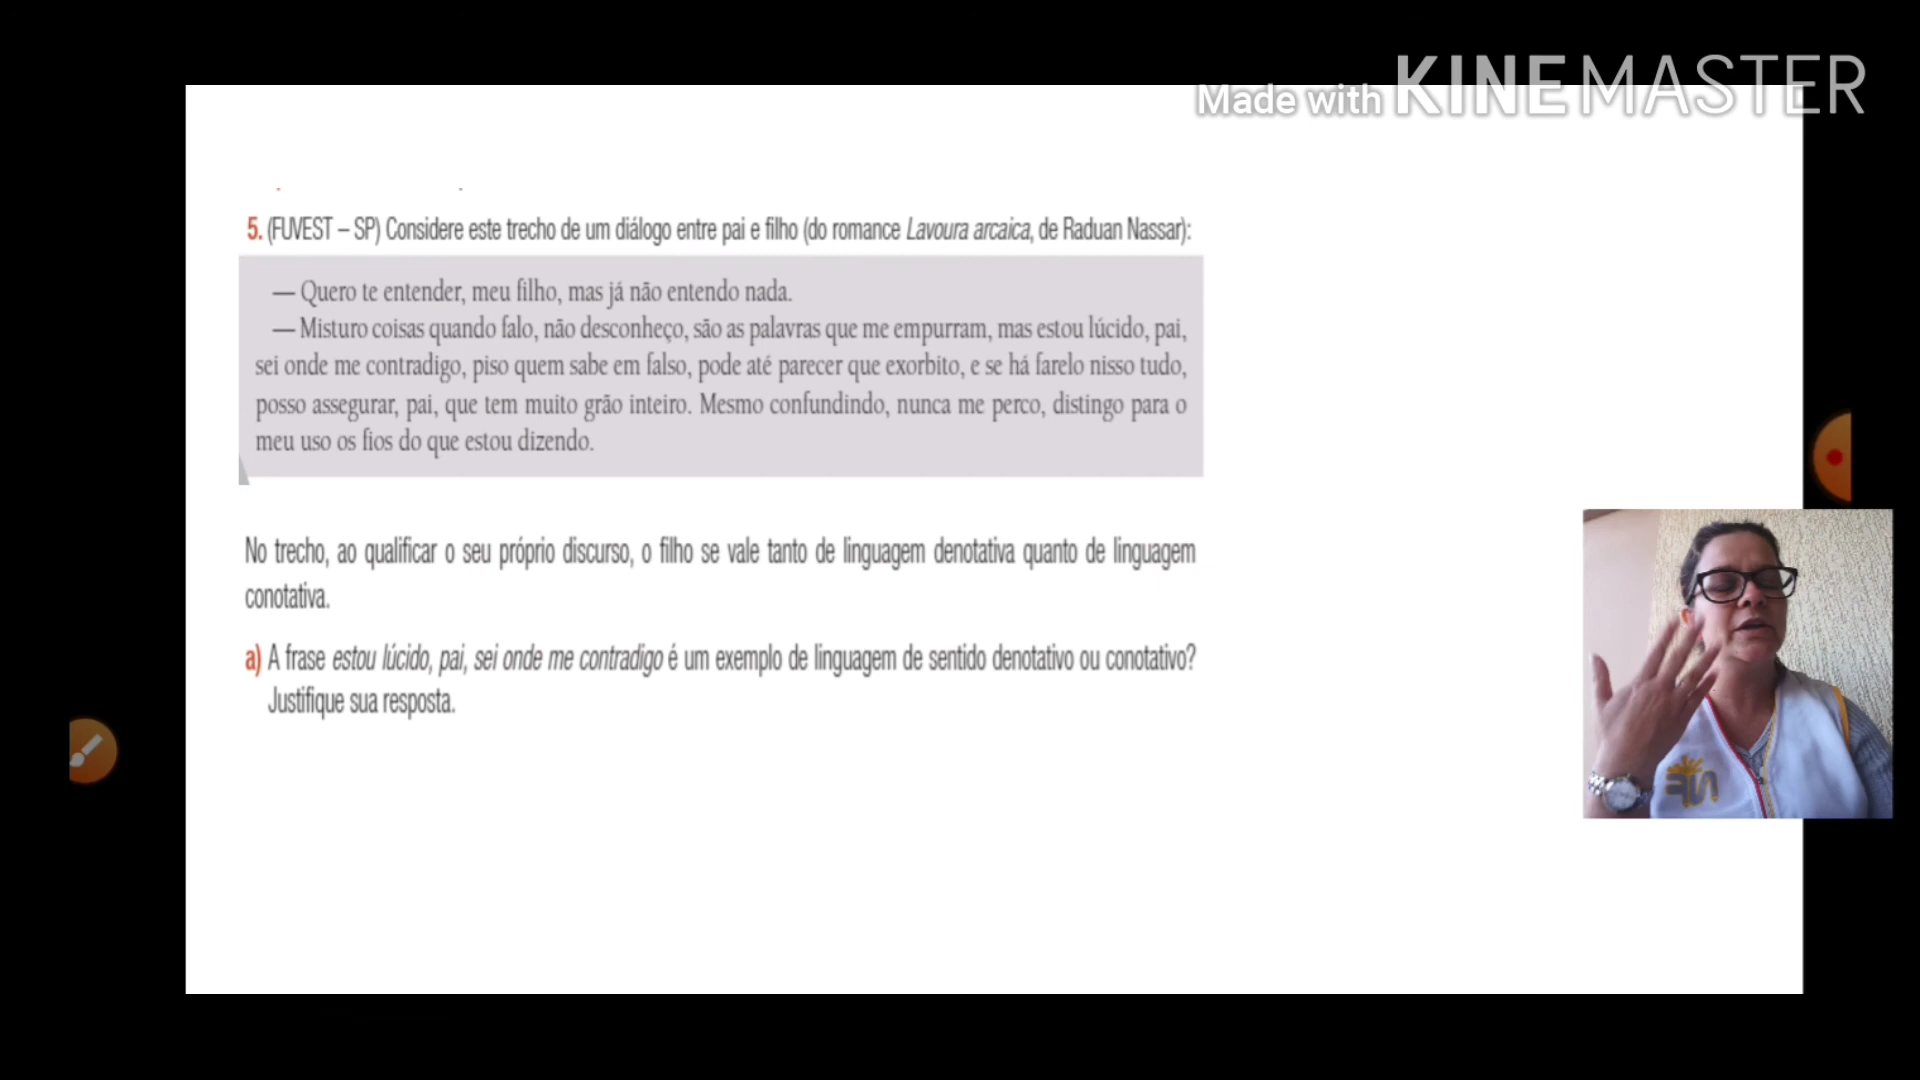 Made with KINEMASTER
5. (FUVEST – SP) Considere este trecho de um diálogo entre pai e filho (do romance Lavoura arcaica, de Raduan Nassar):
— Quero te entender, meu filho, mas já não entendo nada.
— Misturo coisas quando falo, não desconheço, são as palavras que me empurram, mas estou lúcido, pai,
sei onde me contradigo, piso quem sabe em falso, pode até parecer que exorbito, e se há farelo nisso tudo,
posso assegurar, pai, que tem muito grão inteiro. Mesmo confundindo, nunca me perco, distingo para o
meu uso os fios do que estou dizendo.
No trecho, ao qualificar o seu próprio discurso, o filho se vale tanto de linguagem denotativa quanto de linguagem
conotativa.
a) A frase estou lúcido, pai, sei onde me contradigo é um exemplo de linguagem de sentido denotativo ou conotativo?
Justifique sua resposta.